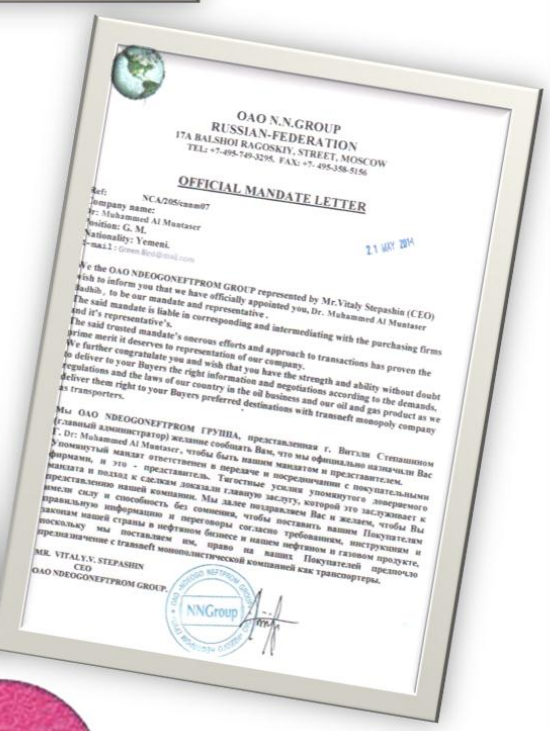 OAO N.N.GROUP
RUSSIAN-FEDERATION
17A BALSHOI RAGOSKIY, STREET, MOSCOW
TEL: +7-495-749-3295, FAX: +7- 495-358-5156
OFFICIAL MANDATE LETTER
Ref: NCA/205/cnnm07
Company name:
Dr: Muhammed Al Muntaser
Position: G. M.
Nationality: Yemeni.
E-mail:
21 MAY 2014
We the OAO NDEOGONEFTPROM GROUP represented by Mr.Vitaly Stepashin (CEO)
wish to inform you that we have officially appointed you, Dr. Muhammed Al Muntaser
dadhib, to be our mandate and representative .
The said mandate is liable in corresponding and intermediating with the purchasing firms
and it's representative's.
The said trusted mandate's onerous efforts and approach to transactions has proven the
prime merit it deserves to representation of our company.
We further congratulate you and wish that you have the strength and ability without doubt
to deliver to your Buyers the right information and negotiations according to the demands,
regulations and the laws of our country in the oil business and our oil and gas product as we
deliver them right to your Buyers preferred destinations with transneft monopoly company
as transporters.
Мы ОАО NDEOGONEFTPROM ГРУППА, представленная г. Витэли Степашином
(главный администратор) желание сообщать Вам, что мы официально назначили Вас
Г. Dr: Muhammed Al Muntaser, чтобы быть нашим мандатом и представителем.
Упомянутый мандат ответственен в передаче и посредничании с покупательными
фирмами, и это - представитель. Тягостные усилия упомянутого доверяемого
мандата и подход к сделкам доказали главную заслугу, которой это заслуживает к
представлению нашей компании. Мы далее поздравляем Вас и желаем, чтобы Вы
имели силу и способность без сомнения, чтобы поставить вашим Покупателям
правильную информацию и переговоры согласно требованиям, инструкциям и
законам нашей страны в нефтяном бизнесе и нашем нефтяном и газовом продукте,
поскольку мы поставляем им, право на ваших Покупателей предпочло
предназначение с transneft монополистической компанией как транспортеры.
MR. VITALY.V. STEPASHIN
CEO
OAO NDEOGONEFTPROM GROUP.
NNGroup